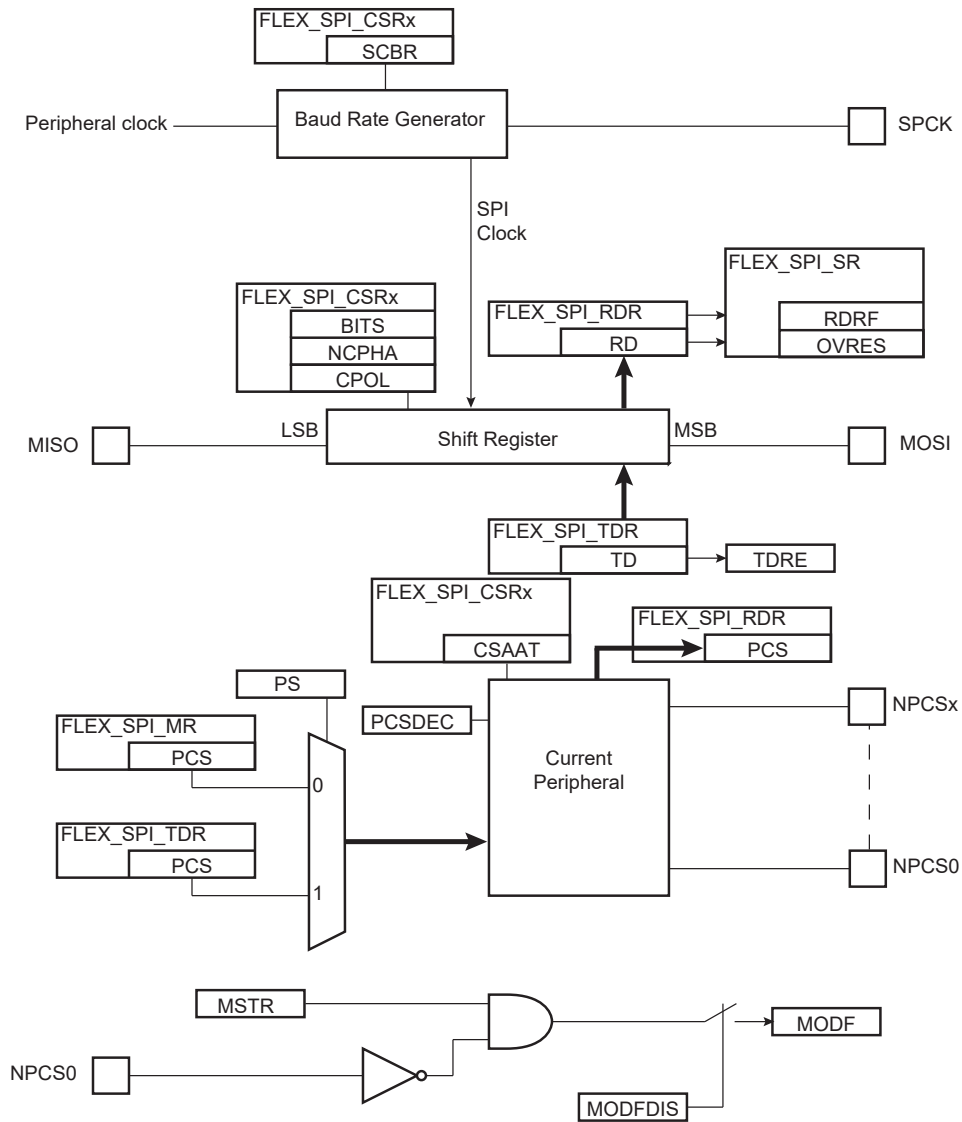 FLEX_SPI_CSRx
SCBR
Peripheral clock
Baud Rate Generator
SPCK
SPI
Clock
FLEX_SPI_SR
RDRF
OVRES
FLEX_SPI_CSRx
BITS
NCPHA
CPOL
FLEX_SPI_RDR
RD
MISO
LSB
Shift Register
MSB
MOSI
FLEX_SPI_TDR
TD
TDRE
FLEX_SPI_CSRx
CSAAT
FLEX_SPI_RDR
PCS
PS
PCSDEC
NPCSx
FLEX_SPI_MR
PCS
0
Current
Peripheral
FLEX_SPI_TDR
PCS
1
NPCS0
MSTR
MODF
NPCS0
MODFDIS